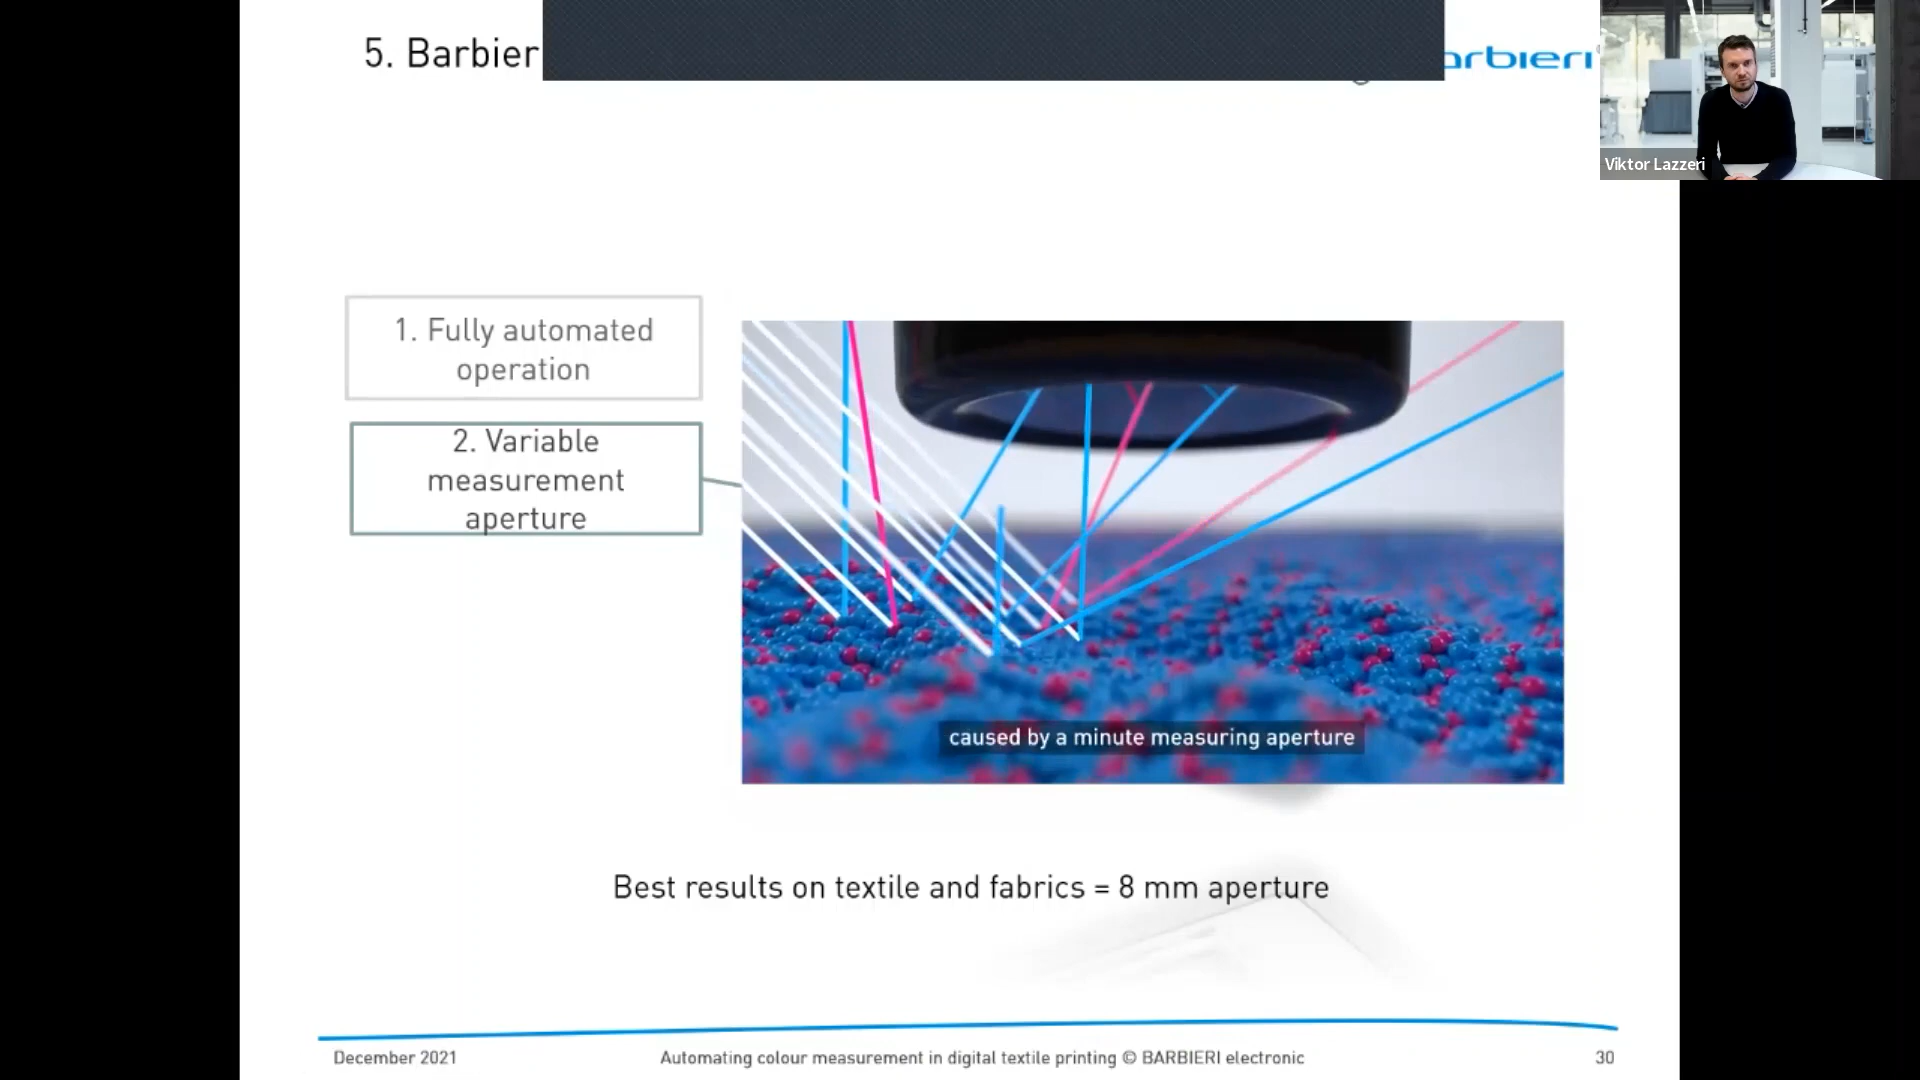 5. Barbier
arbieri
Viktor Lazzeri
1. Fully automated
operation
2. Variable
measurement
aperture
caused by a minute measuring aperture
Best results on textile and fabrics = 8 mm aperture
December 2021
Automating colour measurement in digital textile printing © BARBIERI electronic
30